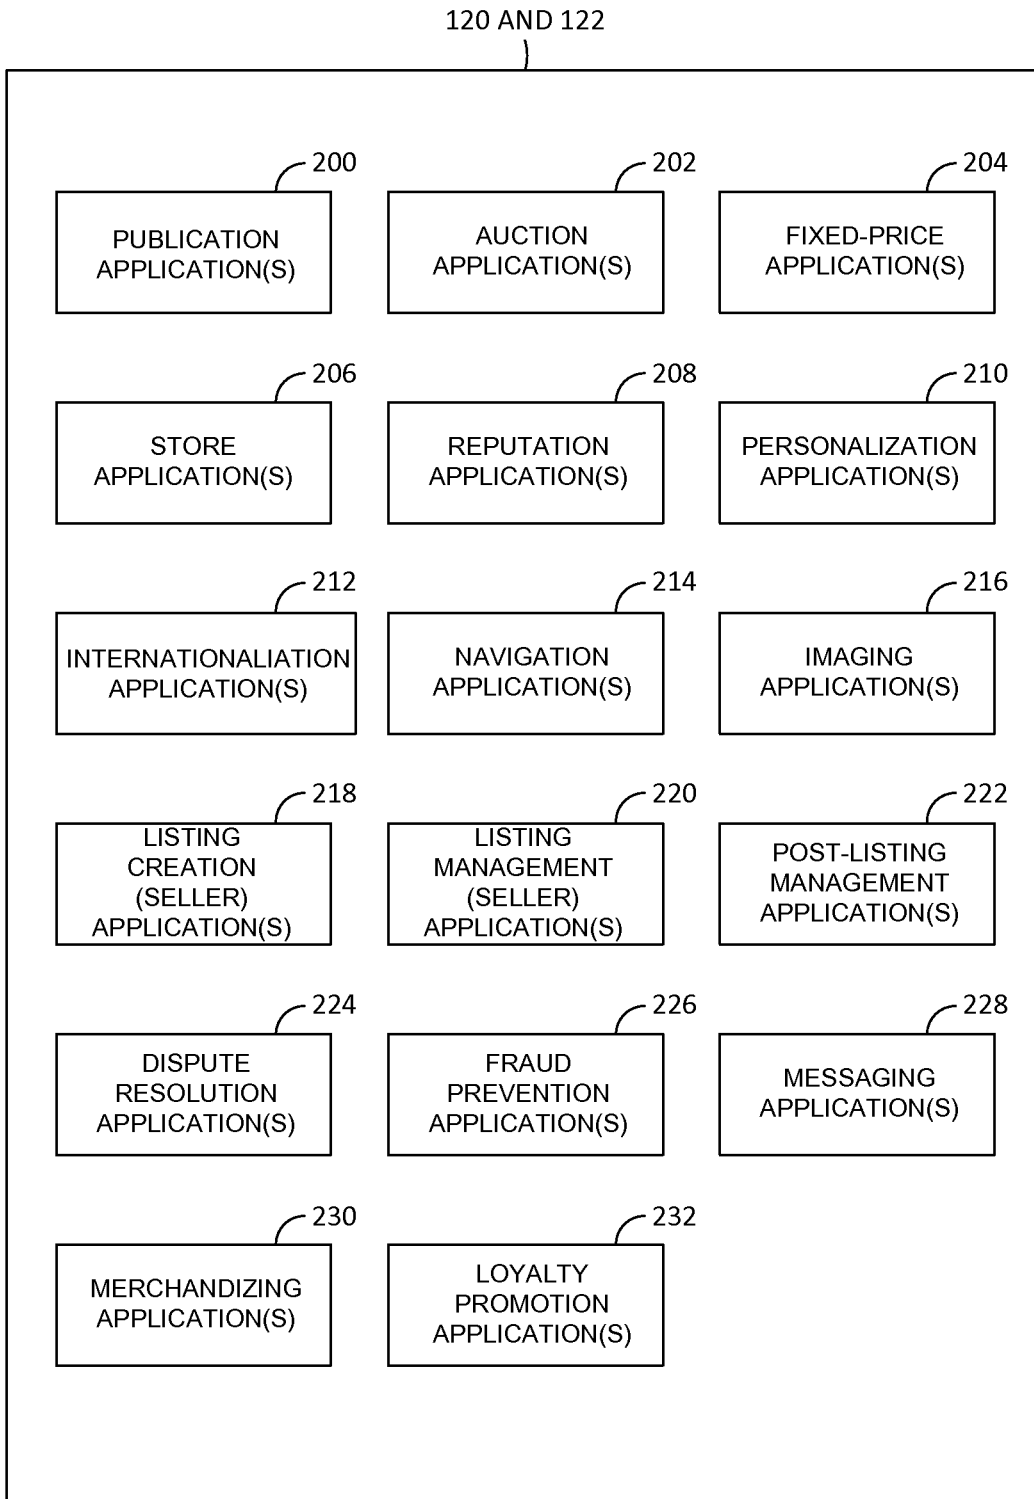 120 AND 122
200
PUBLICATION
APPLICATION(S)
202
AUCTION
APPLICATION(S)
204
FIXED-PRICE
APPLICATION(S)
206
STORE
APPLICATION(S)
208
REPUTATION
APPLICATION(S)
210
PERSONALIZATION
APPLICATION(S)
212
INTERNATIONALIATION
APPLICATION(S)
214
NAVIGATION
APPLICATION(S)
216
IMAGING
APPLICATION(S)
218
LISTING
CREATION
(SELLER)
APPLICATION(S)
220
LISTING
MANAGEMENT
(SELLER)
APPLICATION(S)
222
POST-LISTING
MANAGEMENT
APPLICATION(S)
224
DISPUTE
RESOLUTION
APPLICATION(S)
226
FRAUD
PREVENTION
APPLICATION(S)
228
MESSAGING
APPLICATION(S)
230
MERCHANDIZING
APPLICATION(S)
232
LOYALTY
PROMOTION
APPLICATION(S)